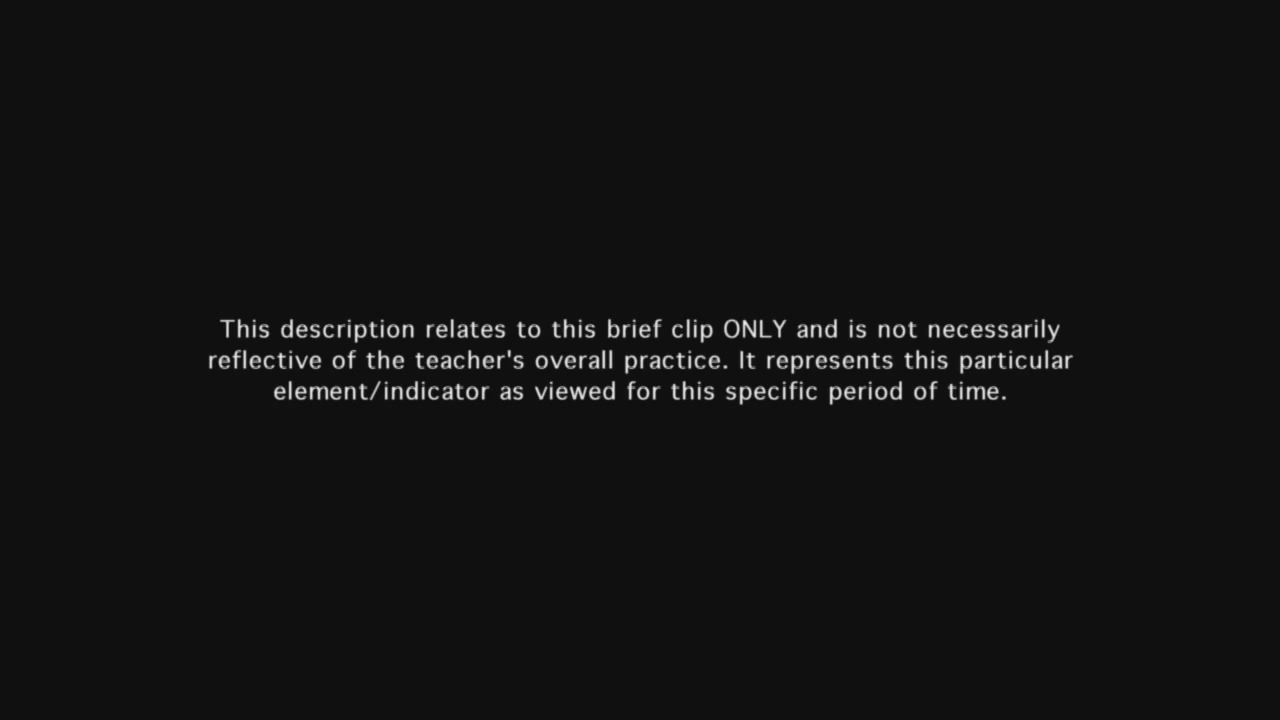 This description relates to this brief clip ONLY and is not necessarily
reflective of the teacher's overall practice. It represents this particular
element/indicator as viewed for this specific period of time.